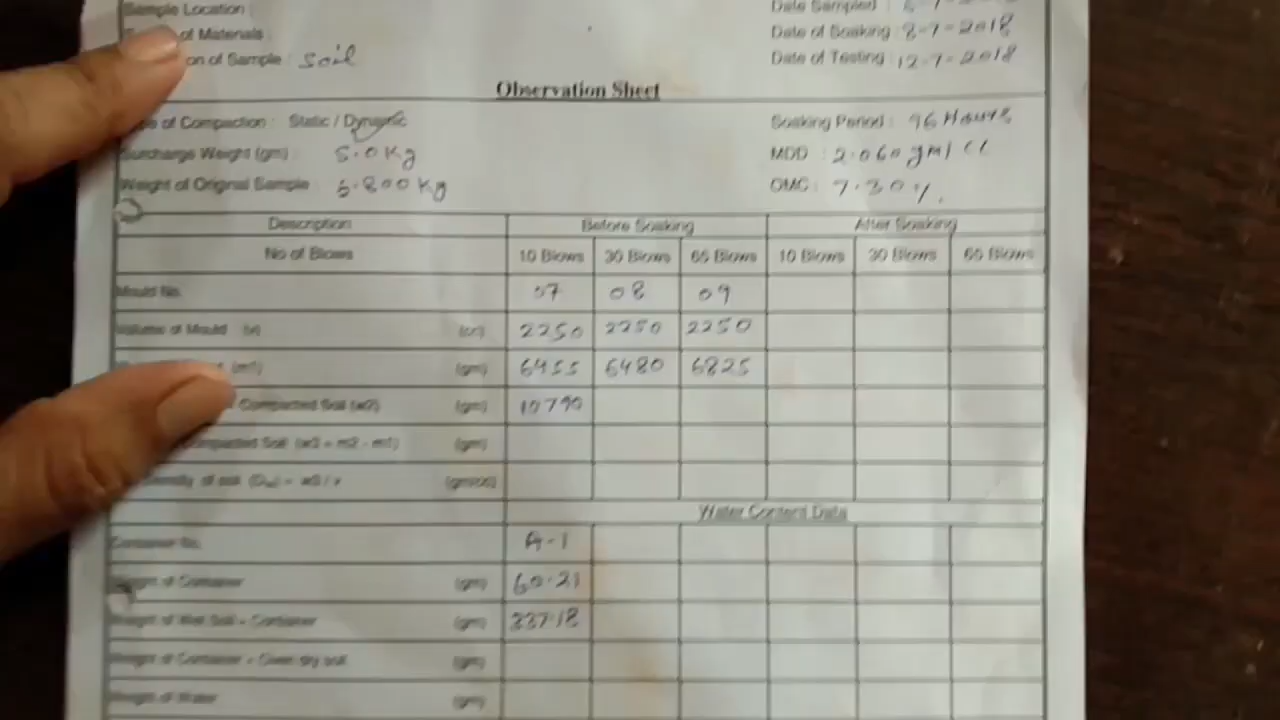 Sample Location :
of Materials :
on of Sample : Soil
Date Sampled :
Date of Soaking : 8-7-2018
Date of Testing : 12-7-2018
Observation Sheet
of Compaction : Static / Dynamic
Surcharge Weight (gm) : 5.0 Kg
Weight of Original Sample : 5.800 Kg
Soaking Period : 96 Hours
MDD : 2.060 gm/cc
OMC : 7.30 %
Description Before Soaking After Soaking
No of Blows 10 Blows 30 Blows 65 Blows 10 Blows 30 Blows 65 Blows
Mould No. 07 08 09
Volume of Mould (v) (cc) 2250 2250 2250
(m1) (gm) 6455 6480 6825
Compacted Soil (m2) (gm) 10790
Compacted Soil (m3 = m2 - m1) (gm)
Density of soil = m3 / v (gm/cc)
Water Content Data
Container No. A-1
Weight of Container (gm) 60.21
Weight of Wet Soil + Container (gm) 337.18
Weight of Container + Oven dry soil (gm)
Weight of Water (gm)